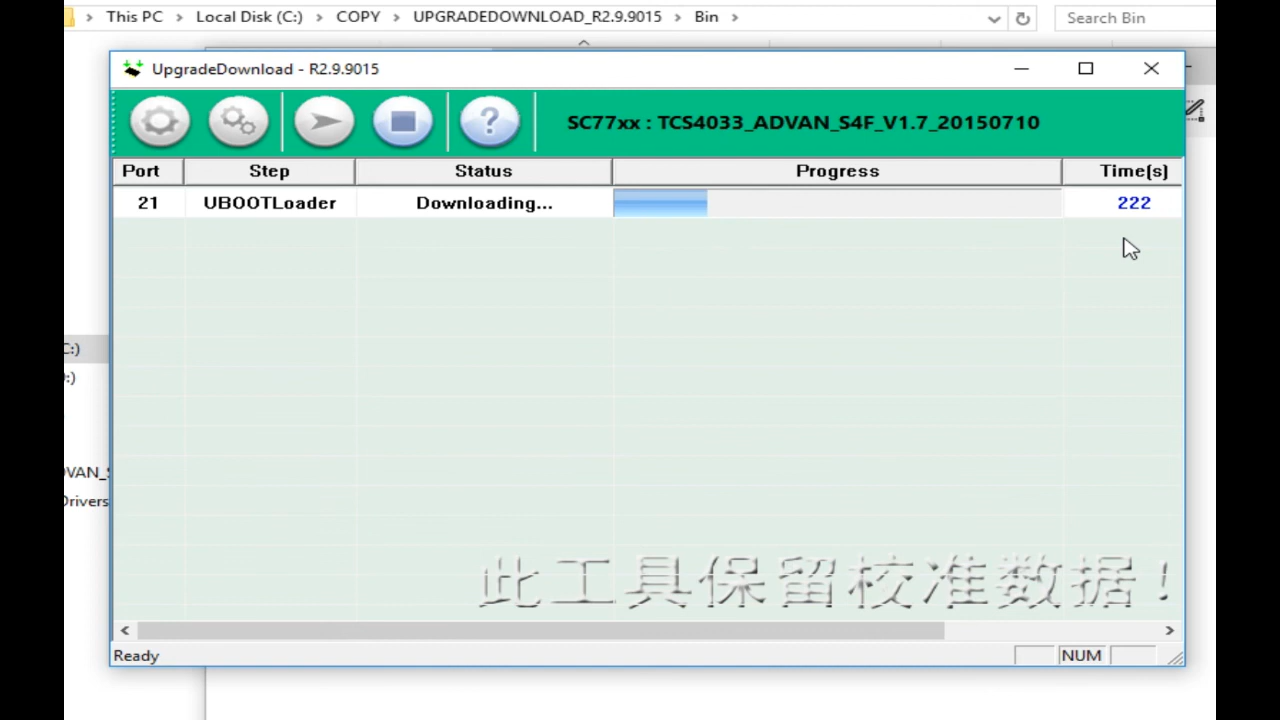 This PC > Local Disk (C:) > COPY > UPGRADEDOWNLOAD_R2.9.9015 > Bin >
Search Bin
UpgradeDownload - R2.9.9015
?
SC77xx : TCS4033_ADVAN_S4F_V1.7_20150710
Port Step Status Progress Time(s)
21 UBOOTLoader Downloading... 222
C:)
:)
VAN_S
Drivers
此工具保留校准数据!
Ready
NUM